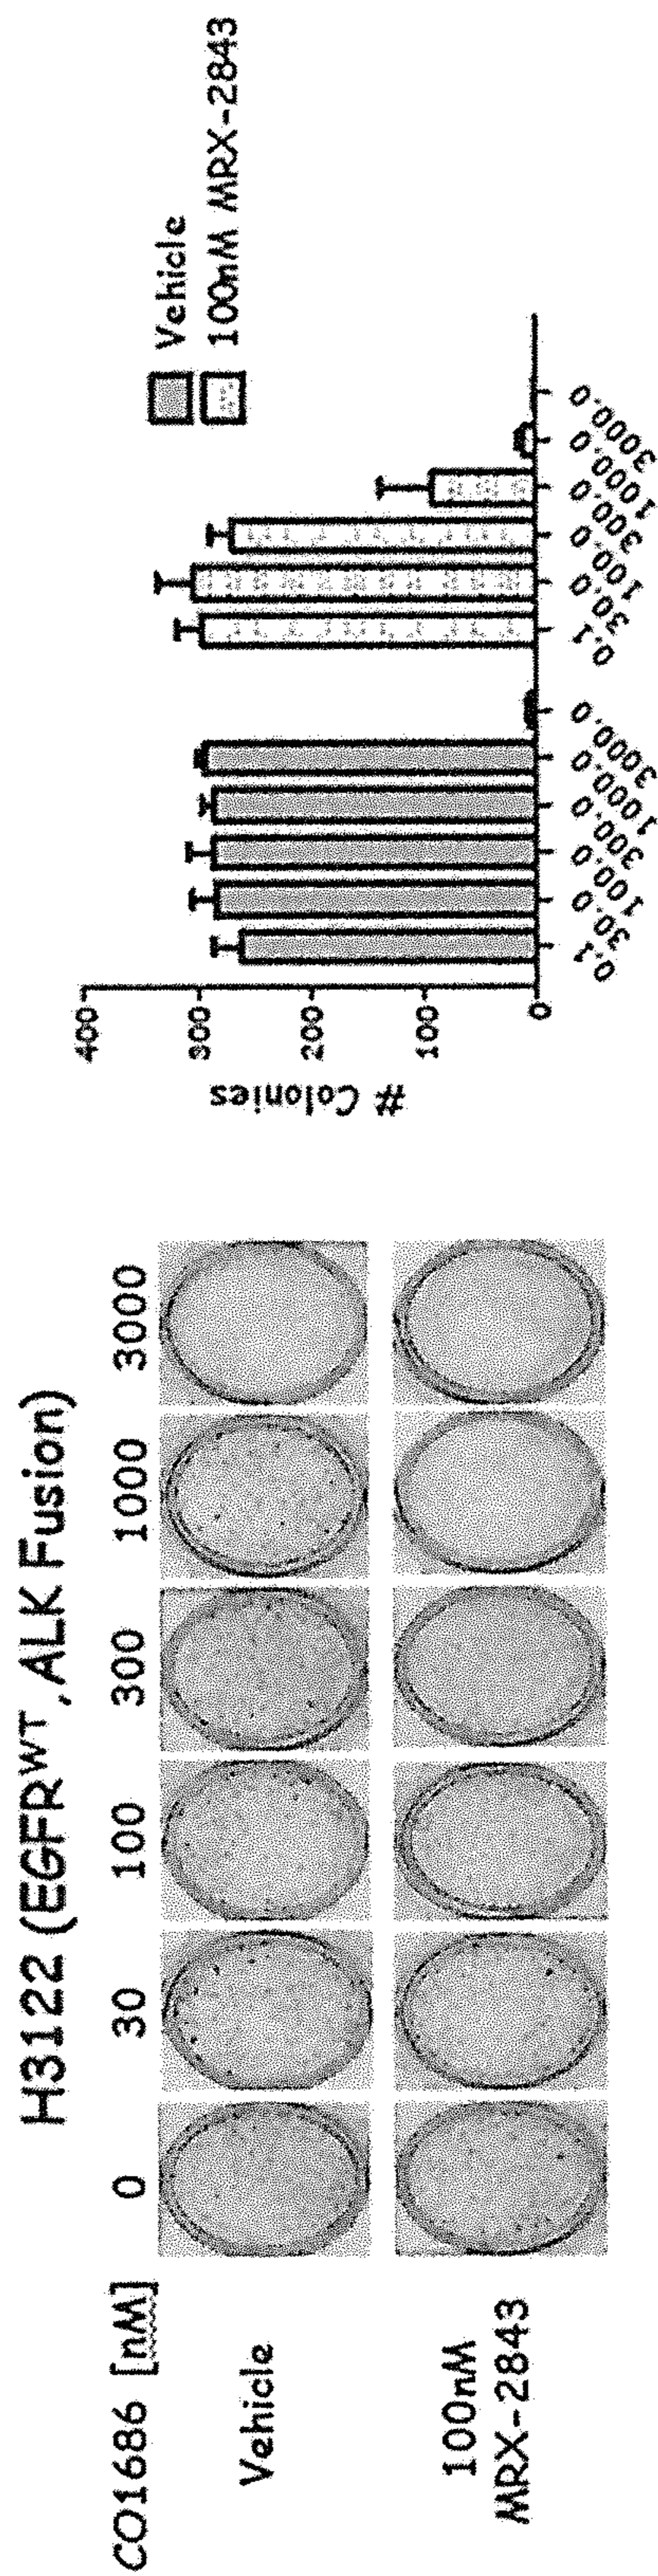 H3122 (EGFRWT, ALK Fusion)
CO1686 [nM]
0 30 100 300 1000 3000
Vehicle
100nM
MRX-2843
# Colonies
400
300
200
100
0
0.1 30.0 100.0 300.0 1000.0 3000.0
0.1 30.0 100.0 300.0 1000.0 3000.0
Vehicle
100nM MRX-2843